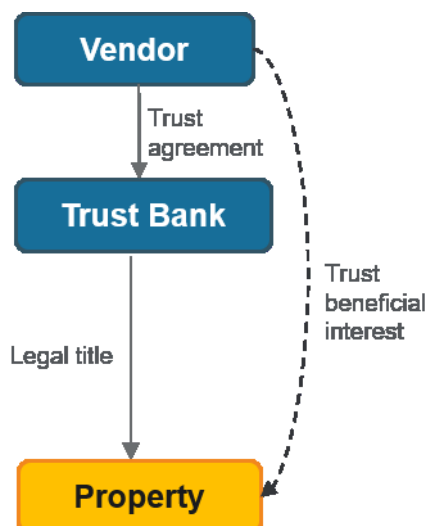 Vendor
Trust
agreement
Trust Bank
Trust
beneficial
interest
Legal title
Property